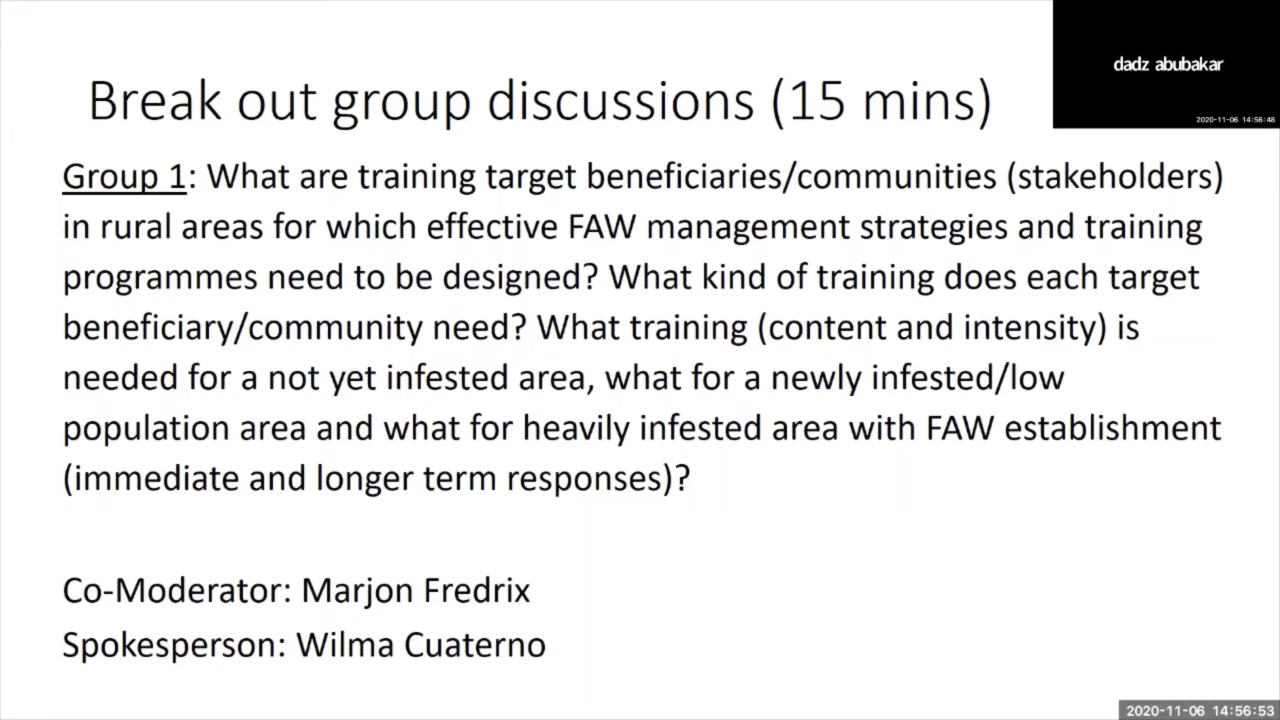 Break out group discussions (15 mins)
dadz abubakar
2020-11-06 14:56:48
Group 1: What are training target beneficiaries/communities (stakeholders)
in rural areas for which effective FAW management strategies and training
programmes need to be designed? What kind of training does each target
beneficiary/community need? What training (content and intensity) is
needed for a not yet infested area, what for a newly infested/low
population area and what for heavily infested area with FAW establishment
(immediate and longer term responses)?
Co-Moderator: Marjon Fredrix
Spokesperson: Wilma Cuaterno
2020-11-06 14:56:53